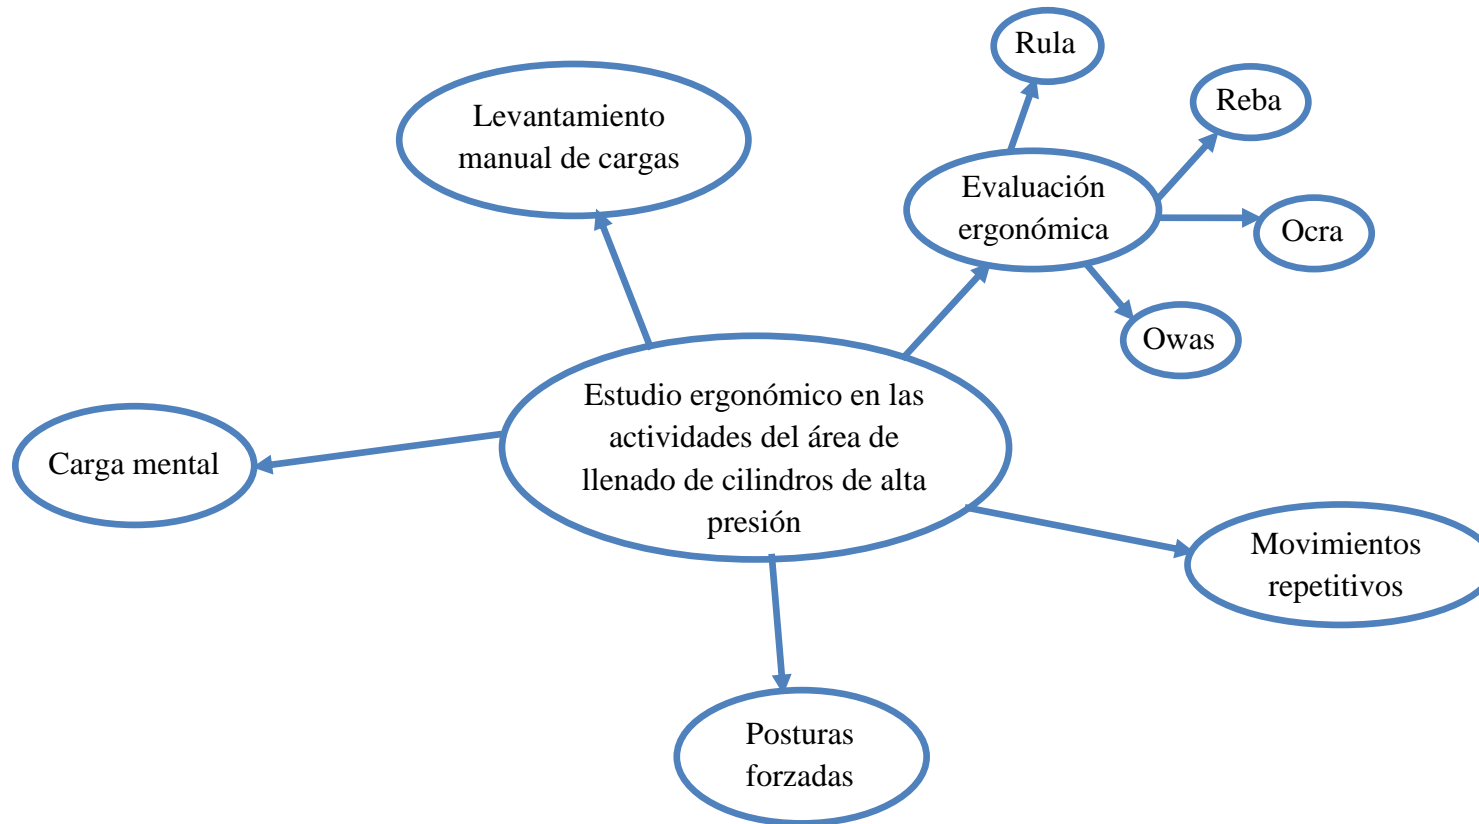 Rula
Reba
Levantamiento
manual de cargas
Evaluación
ergonómica
Ocra
Owas
Estudio ergonómico en las
actividades del área de
llenado de cilindros de alta
presión
Carga mental
Movimientos
repetitivos
Posturas
forzadas